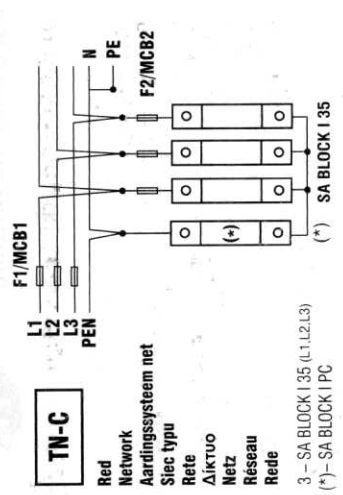 TN-C
Red
Network
Aardingssysteem net
Siec typu
Rete
Δίκτυο
Netz
Réseau
Rede
3 – SA BLOCK I 35 (L1,L2,L3)
(*)– SA BLOCK I PC
F1/MCB1
L1
L2
L3
PEN
N
PE
F2/MCB2
(*)
(*) SA BLOCK I 35